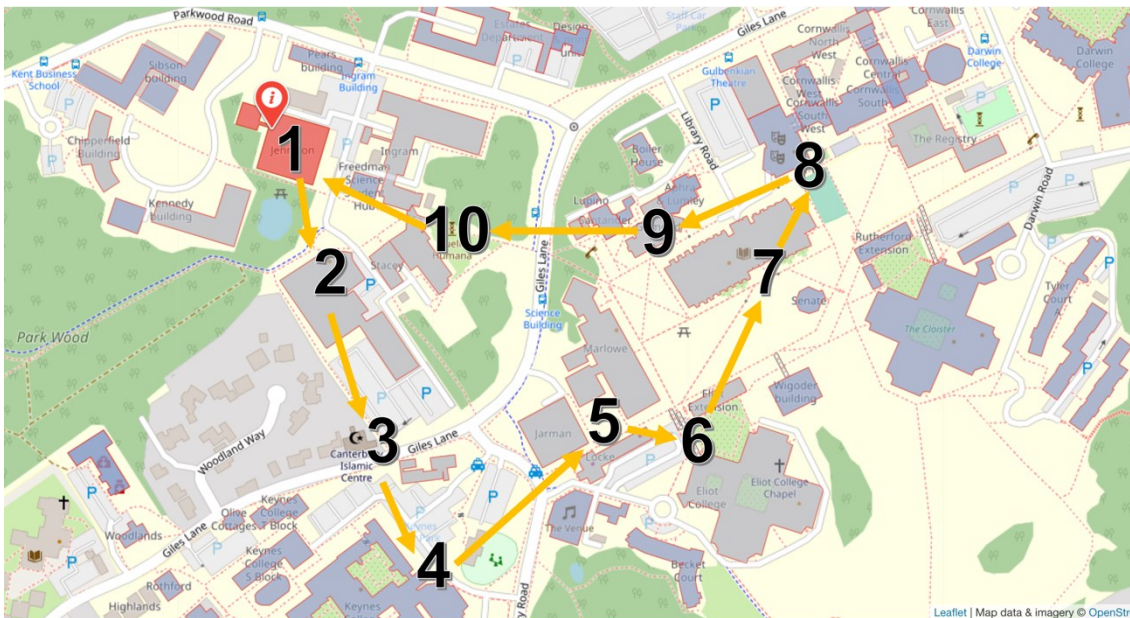 Parkwood Road
Kent Business
School
Sibson
building
Pears
building
Ingram
Building
Estates
Department
Design
Staff Car
Park
Giles Lane
Gulbenkian
Theatre
Cornwallis
North
West
Cornwallis
East
Cornwallis
West
Cornwallis
Central
Cornwallis
South
Cornwallis
South
West
Darwin
College
Darwin
College
Chipperfield
Building
Kennedy
building
P
i
1
Ingram
Freedman
Science
Hub
Boiler
House
Library Road
The Registry
P
Darwin Road
8
Lupino
9
10
Stacey
2
P
Giles Lane
Science
Building
7
Senate
Rutherford
Extension
The Cloister
Tyler
Court
A
Park Wood
Marlowe
Wigoder
building
Extension
5
6
Jarman
Locke
P
Eliot
College
Eliot College
Chapel
Woodland Way
3
Canterbury
Islamic
Centre
Giles Lane
P
P
Woodlands
Olive
Cottages
Keynes
College
J Block
Keynes
College
S Block
Giles Lane
Rothford
Highlands
4
Keynes
The Venue
Becket
Court
Leaflet | Map data & imagery © OpenStr